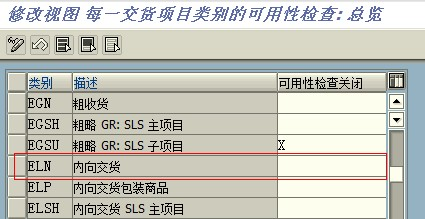 修改视图 每一交货项目类别的可用性检查: 总览
类别 描述 可用性检查关闭
EGN 粗收货
EGSH 粗略 GR: SLS 主项目
EGSU 粗略 GR: SLS 子项目 X
ELN 内向交货
ELP 内向交货包装商品
ELSH 内向交货 SLS 主项目